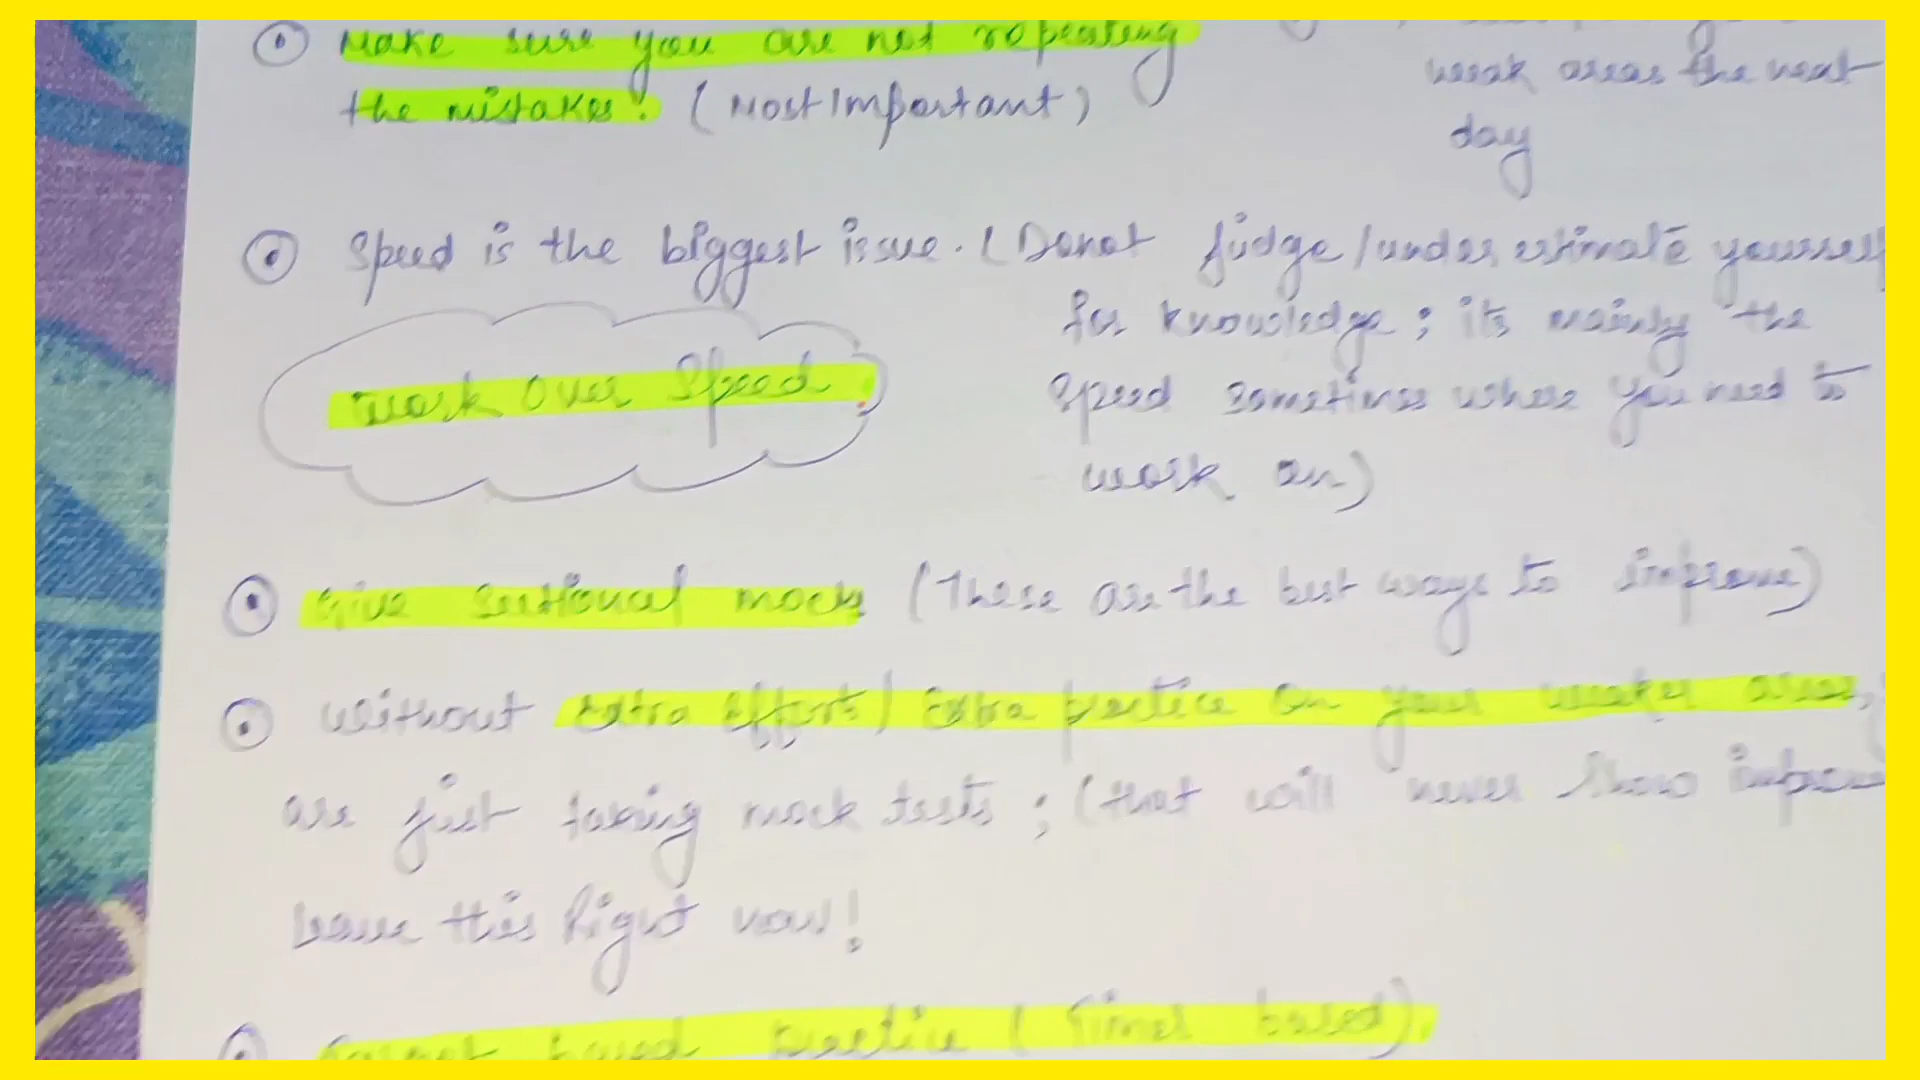 Make sure you are not repeating
the mistakes! (Most Important)
weak areas the next
day
Speed is the biggest issue. (Donot judge/under estimate yourself
for knowledge; its mainly the
Work Over Speed
Speed sometimes where you need to
work on)
Give sectional mock (These are the best ways to improve)
Without Extra Efforts/Extra practice on your weaker areas,
are just taking mock tests; (that will never show
Leave this Right now!
based Practice (Timer based).